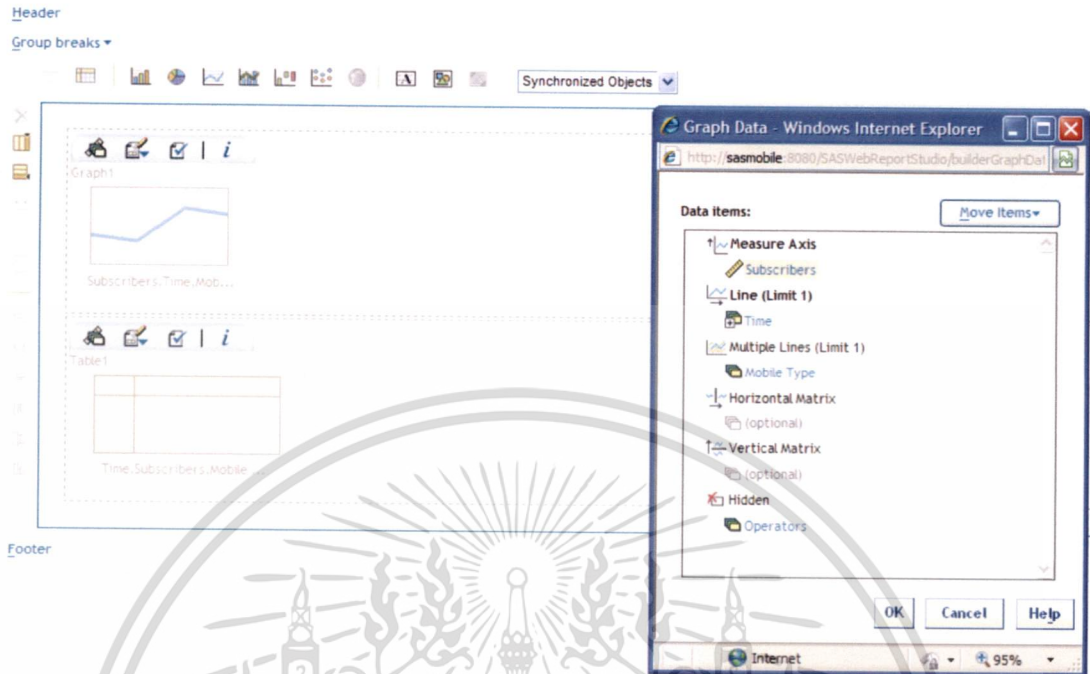 Header
Group breaks
A
Synchronized Objects
i
Graph1
Subscribers.Time.Mob...
i
Table1
Time.Subscribers.Mobile ...
Footer
Graph Data - Windows Internet Explorer
http://sasmobile:8080/SASWebReportStudio/builderGraphDat
Data items:
Move Items
Measure Axis
Subscribers
Line (Limit 1)
Time
Multiple Lines (Limit 1)
Mobile Type
Horizontal Matrix
(optional)
Vertical Matrix
(optional)
Hidden
Operators
OK
Cancel
Help
Internet
95%